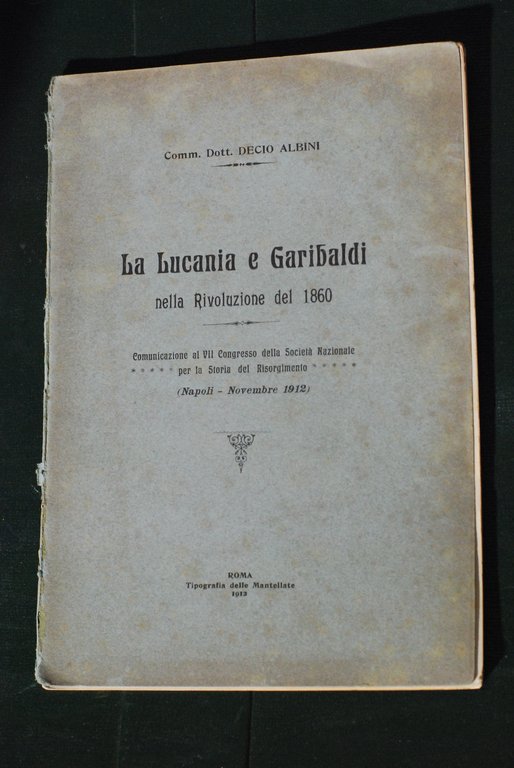 Comm. Dott. DECIO ALBINI
La Lucania e Garibaldi
nella Rivoluzione del 1860
Comunicazione al VII Congresso della Società Nazionale
* * * * * per la Storia del Risorgimento * * * * *
(Napoli - Novembre 1912)
ROMA
Tipografia delle Mantellate
1913